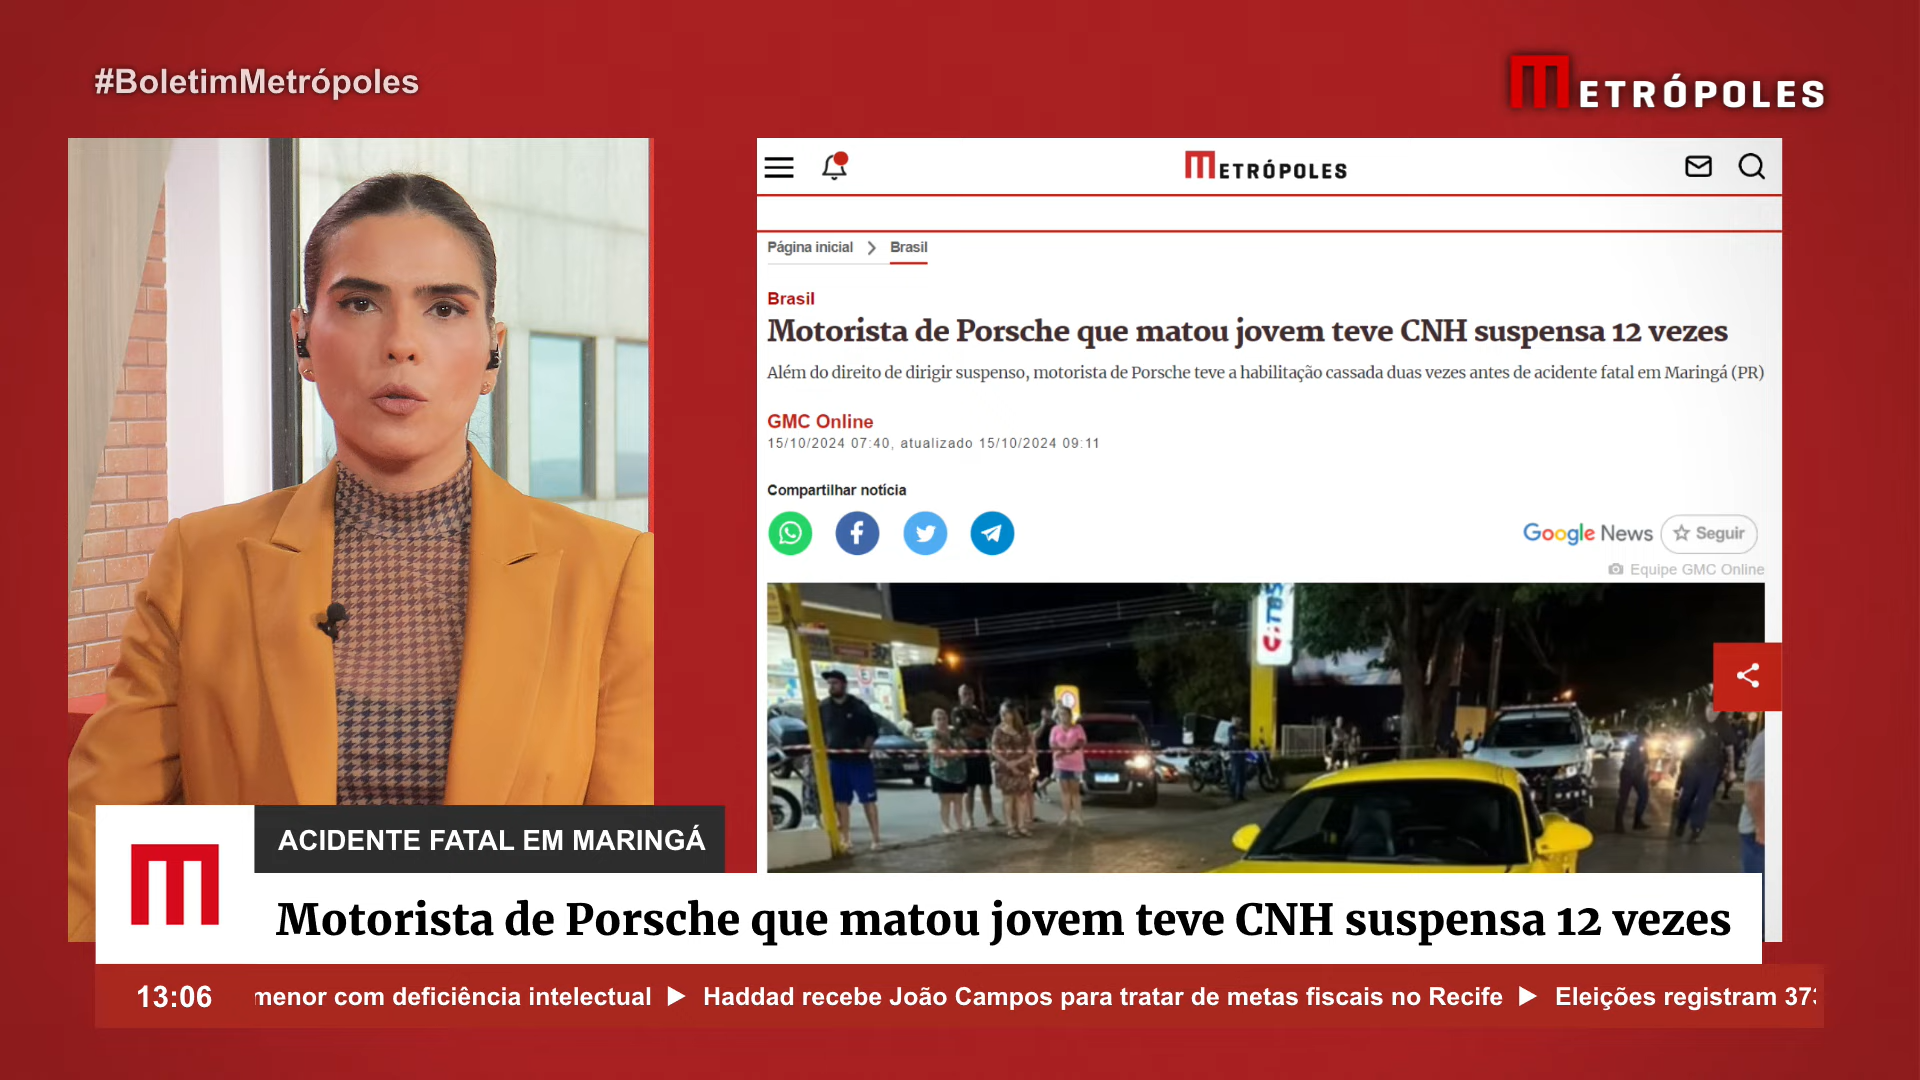 #BoletimMetrópoles
METRÓPOLES
METRÓPOLES
Página inicial
Brasil
Brasil
Motorista de Porsche que matou jovem teve CNH suspensa 12 vezes
Além do direito de dirigir suspenso, motorista de Porsche teve a habilitação cassada duas vezes antes de acidente fatal em Maringá (PR)
GMC Online
15/10/2024 07:40, atualizado 15/10/2024 09:11
Compartilhar notícia
Google News
Seguir
Equipe GMC Online
ACIDENTE FATAL EM MARINGÁ
Motorista de Porsche que matou jovem teve CNH suspensa 12 vezes
13:06
menor com deficiência intelectual ▶ Haddad recebe João Campos para tratar de metas fiscais no Recife ▶ Eleições registram 373